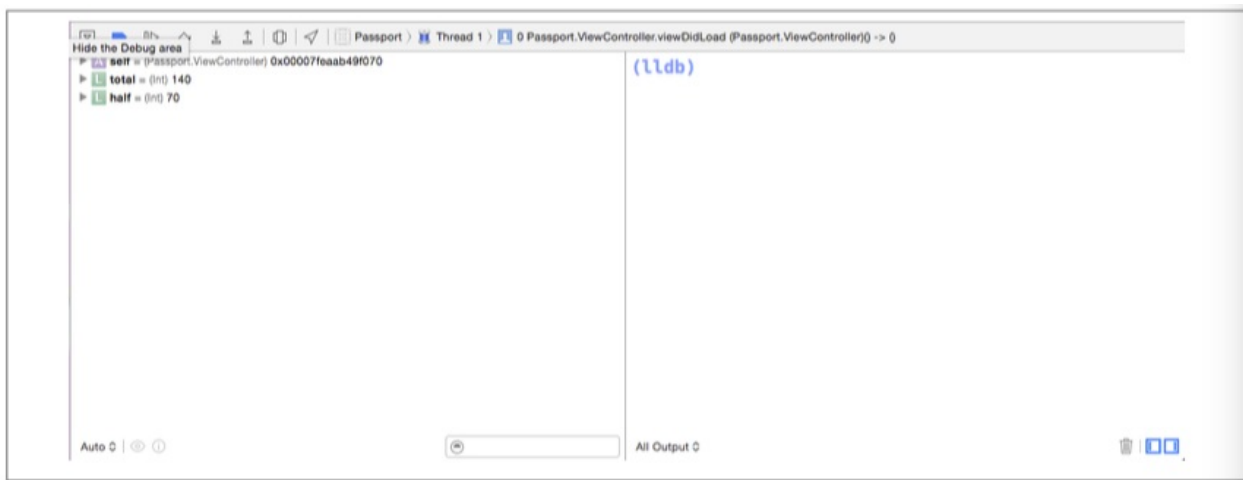 Passport 〉 Thread 1 〉 0 Passport.ViewController.viewDidLoad (Passport.ViewController)() -> ()
Hide the Debug area
self = (Passport.ViewController) 0x00007feaab49f070
(lldb)
L total = (Int) 140
L half = (Int) 70
Auto
All Output